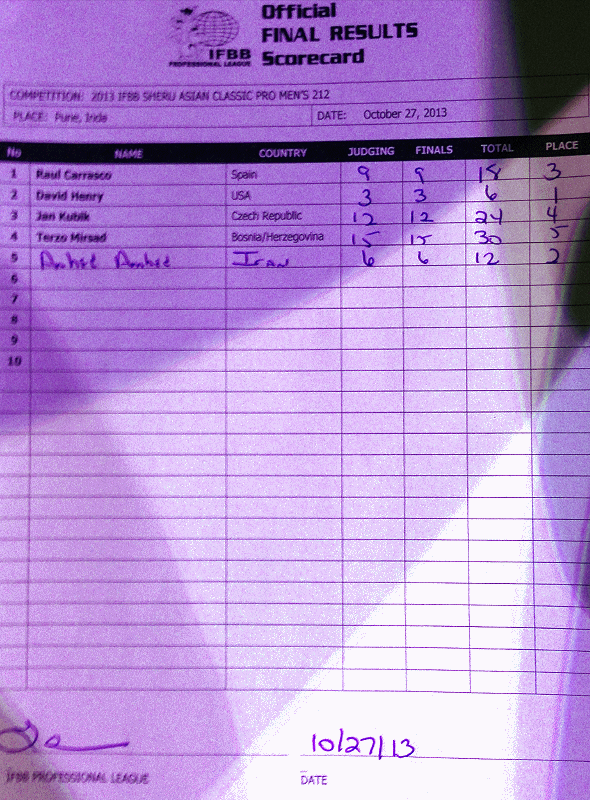 Official
FINAL RESULTS
Scorecard
IFBB
PROFESSIONAL LEAGUE
COMPETITION: 2013 IFBB SHERU ASIAN CLASSIC PRO MEN'S 212
PLACE: Pune, India DATE: October 27, 2013
No NAME COUNTRY JUDGING FINALS TOTAL PLACE
1 Raul Carrasco Spain 9 9 18 3
2 David Henry USA 3 3 6 1
3 Jan Kubik Czech Republic 12 12 24 4
4 Terzo Mirsad Bosnia/Herzegovina 15 15 30 5
5 Iran 6 6 12 2
6
7
8
9
10
10/27/13
IFBB PROFESSIONAL LEAGUE DATE